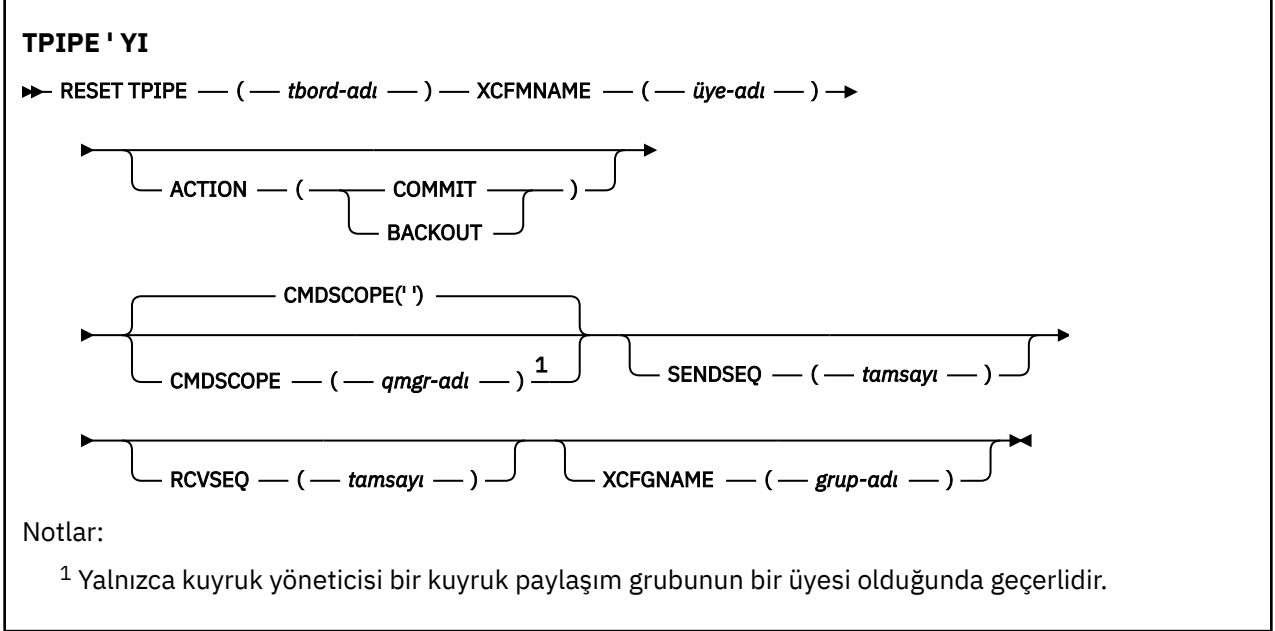 TPIPE ' YI
RESET TPIPE ( tbord-adı ) XCFMNAME ( üye-adı )
ACTION ( COMMIT )
BACKOUT
CMDSCOPE(' ')
CMDSCOPE ( qmgr-adı ) 1 SENDSEQ ( tamsayı )
RCVSEQ ( tamsayı ) XCFGNAME ( grup-adı )
Notlar:
1 Yalnızca kuyruk yöneticisi bir kuyruk paylaşım grubunun bir üyesi olduğunda geçerlidir.